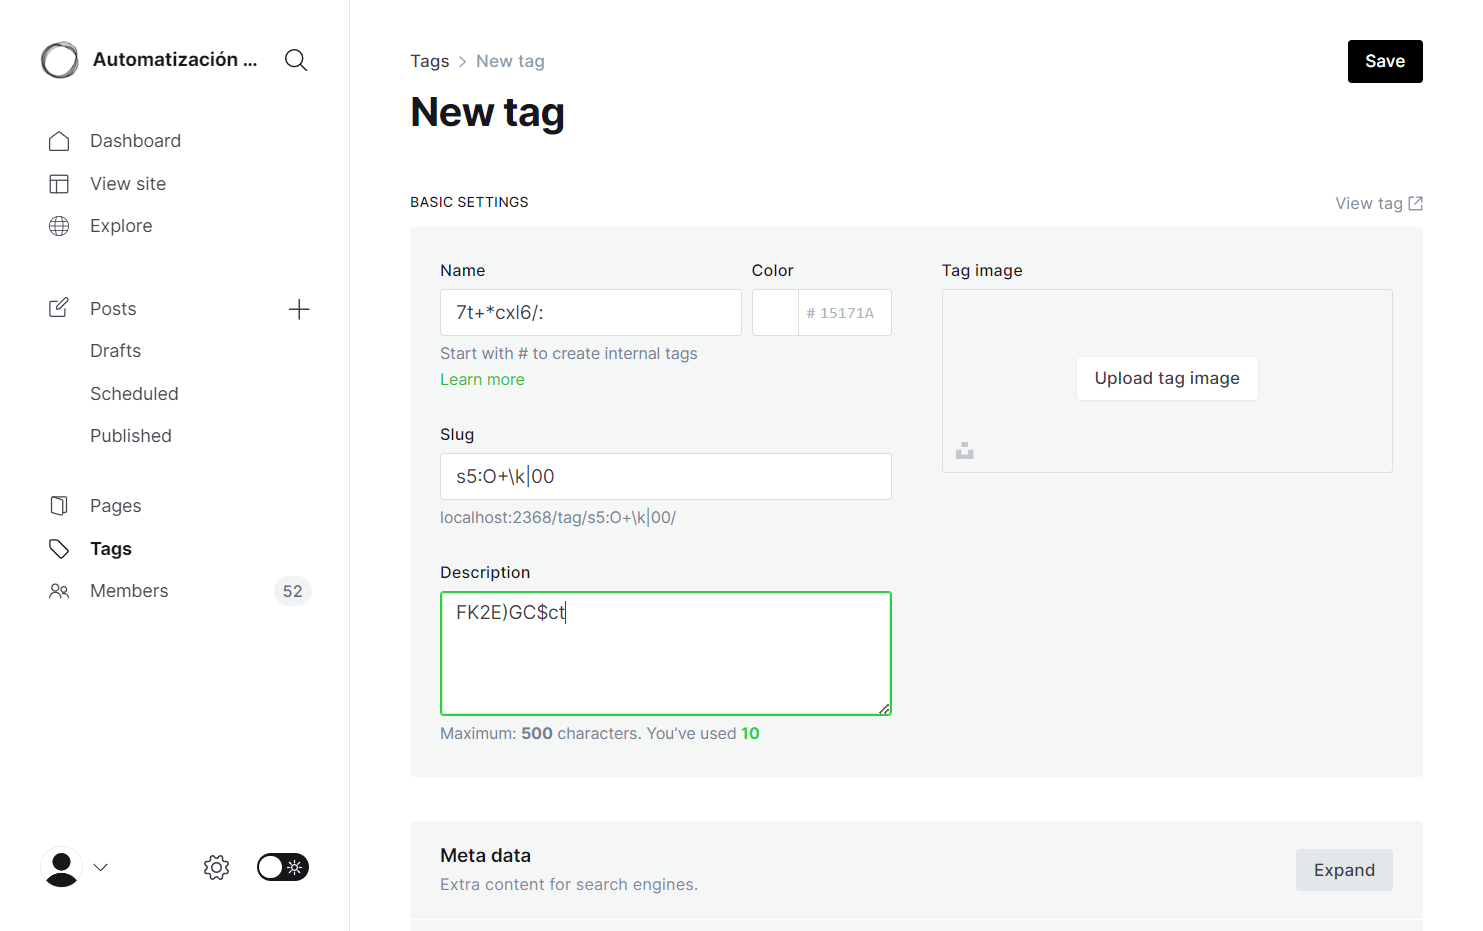 Automatización ...
Dashboard
View site
Explore
Posts
Drafts
Scheduled
Published
Pages
Tags
Members
52
Tags > New tag
Save
New tag
BASIC SETTINGS
View tag
Name
Color
Tag image
7t+*cxl6/:
# 15171A
Start with # to create internal tags
Learn more
Upload tag image
Slug
s5:O+\k|00
localhost:2368/tag/s5:O+\k|00/
Description
FK2E)GC$ct
Maximum: 500 characters. You’ve used 10
Meta data
Extra content for search engines.
Expand